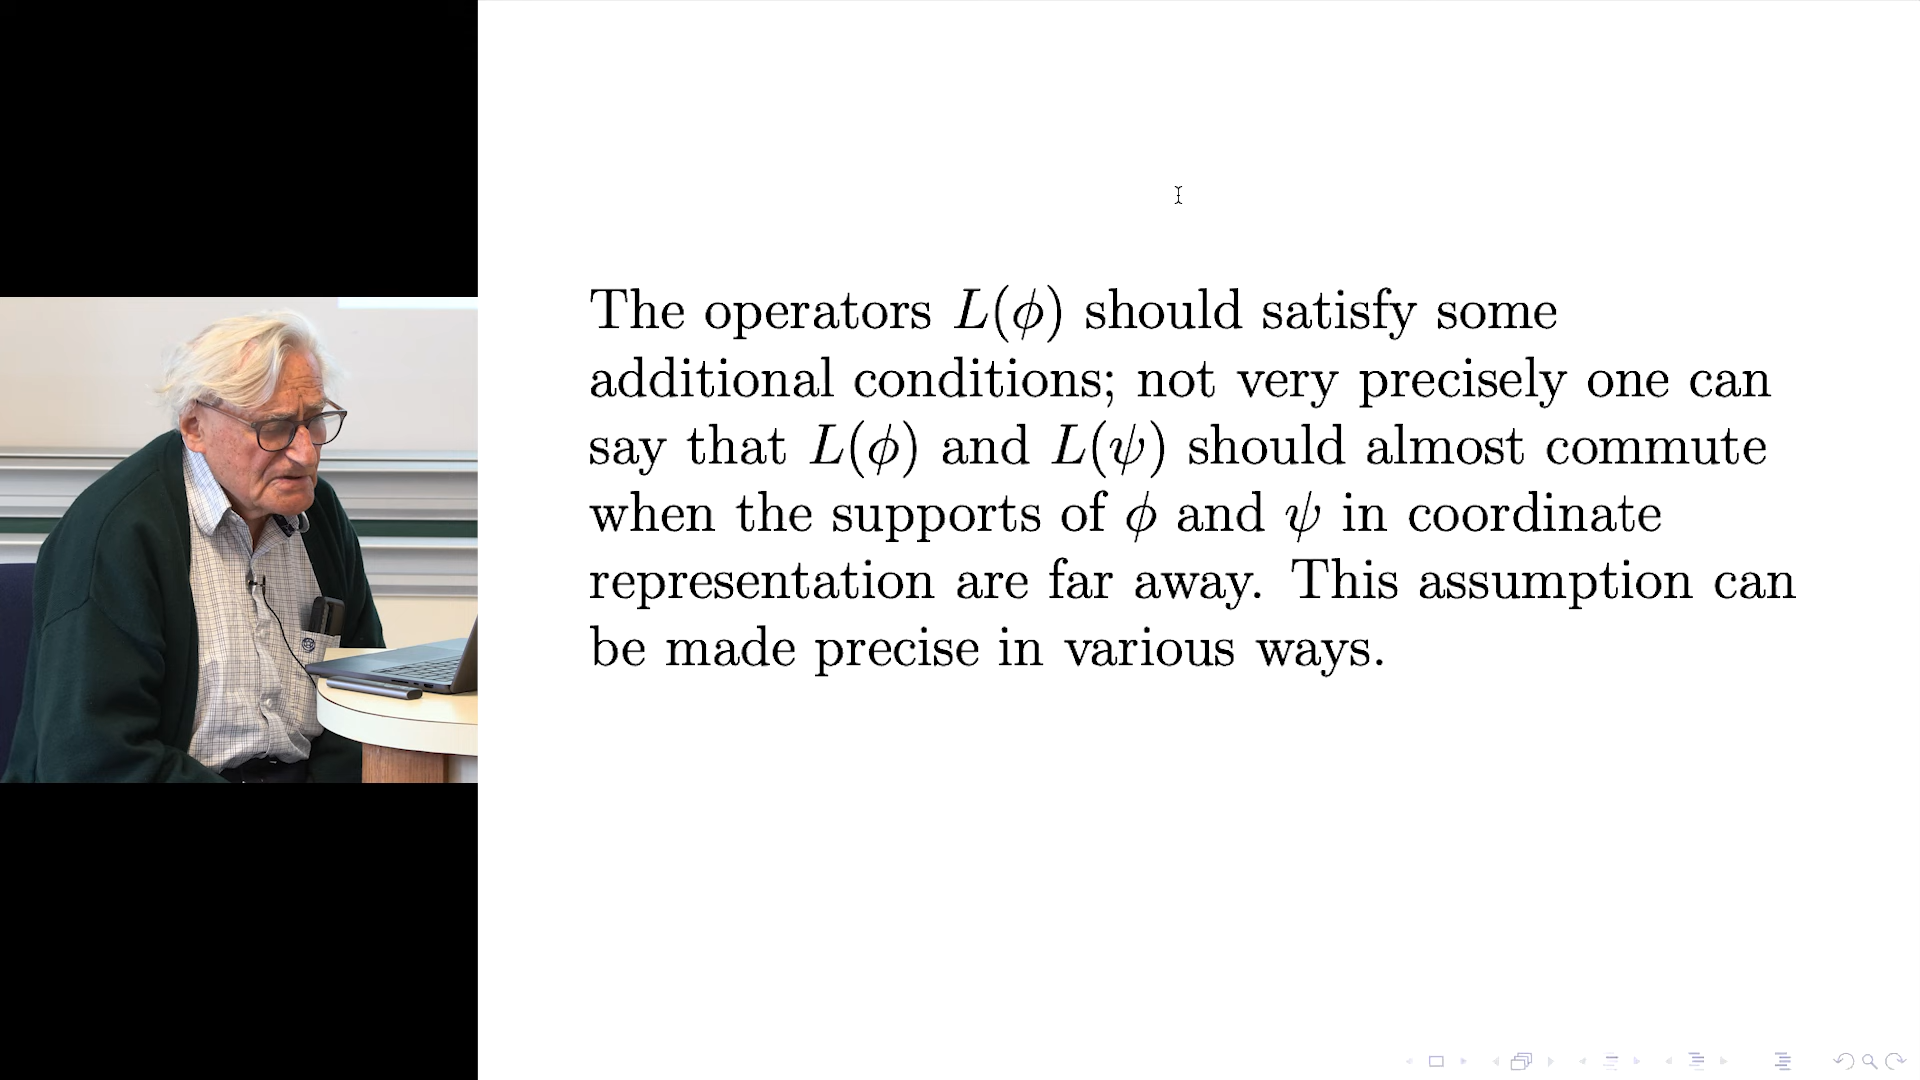 The operators L(ϕ) should satisfy some
additional conditions; not very precisely one can
say that L(ϕ) and L(ψ) should almost commute
when the supports of ϕ and ψ in coordinate
representation are far away. This assumption can
be made precise in various ways.